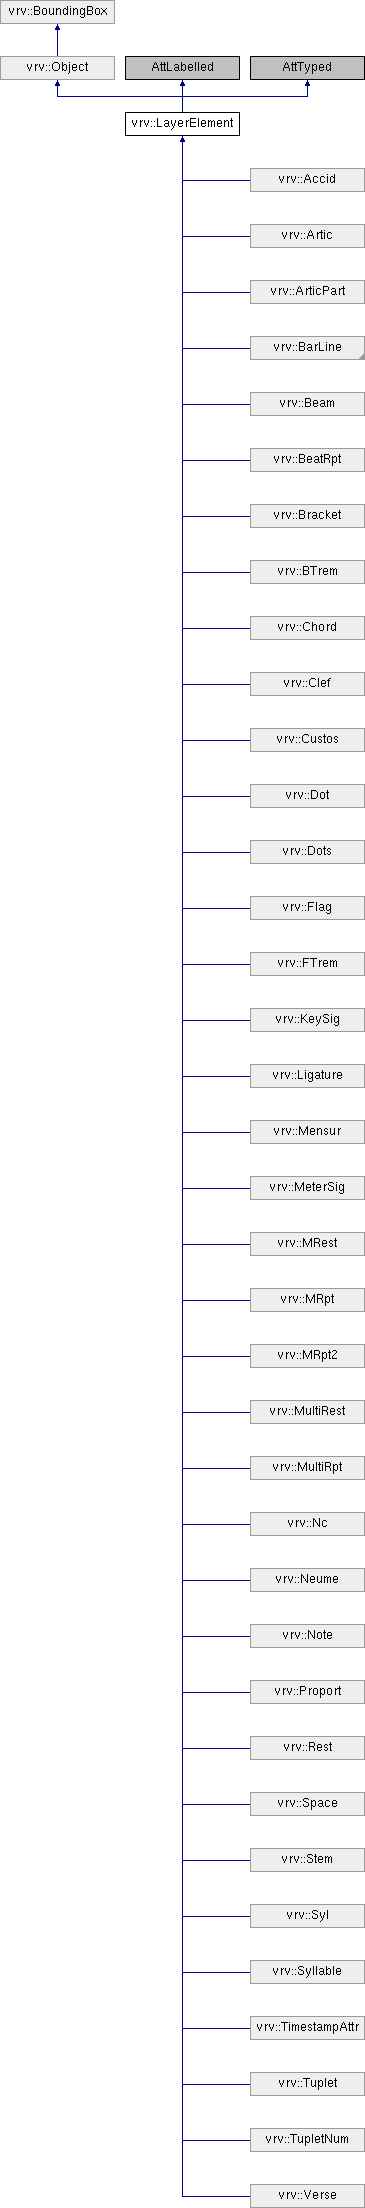 vrv::BoundingBox
vrv::Object AttLabelled AttTyped
vrv::LayerElement
vrv::Accid
vrv::Artic
vrv::ArticPart
vrv::BarLine
vrv::Beam
vrv::BeatRpt
vrv::Bracket
vrv::BTrem
vrv::Chord
vrv::Clef
vrv::Custos
vrv::Dot
vrv::Dots
vrv::Flag
vrv::FTrem
vrv::KeySig
vrv::Ligature
vrv::Mensur
vrv::MeterSig
vrv::MRest
vrv::MRpt
vrv::MRpt2
vrv::MultiRest
vrv::MultiRpt
vrv::Nc
vrv::Neume
vrv::Note
vrv::Proport
vrv::Rest
vrv::Space
vrv::Stem
vrv::Syl
vrv::Syllable
vrv::TimestampAttr
vrv::Tuplet
vrv::TupletNum
vrv::Verse